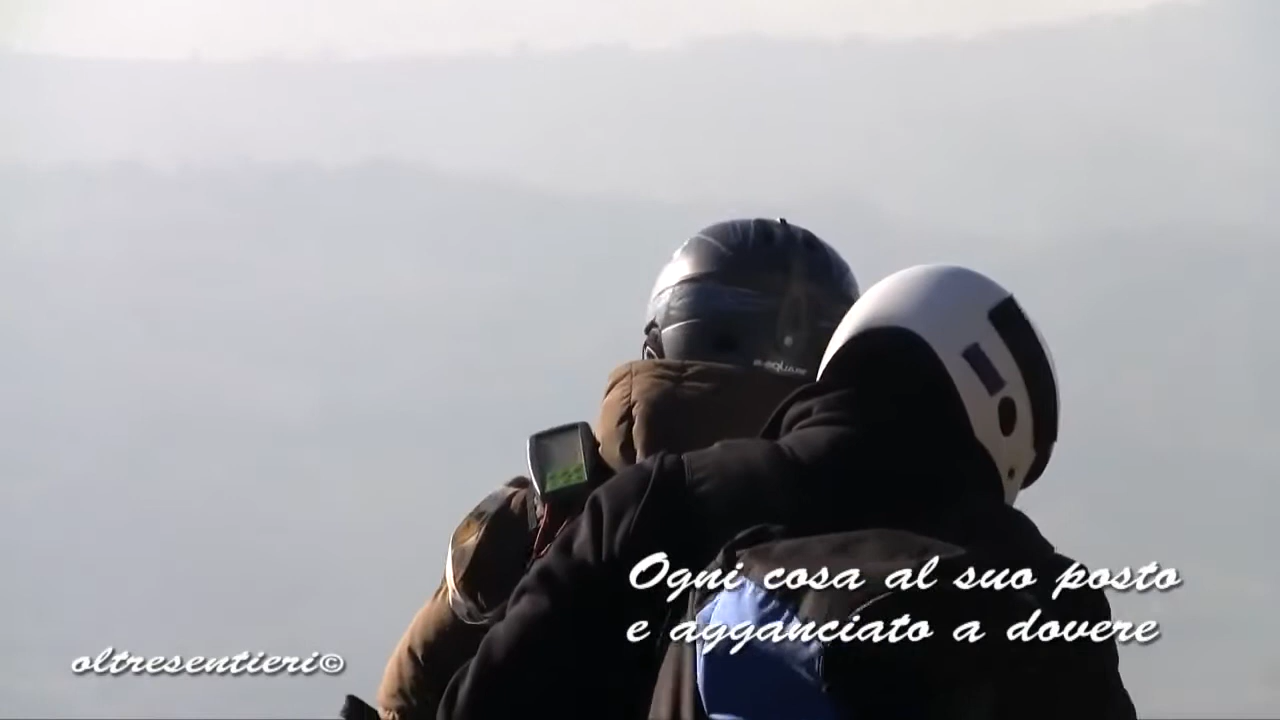 Ogni cosa al suo posto
e agganciato a dovere
oltresentieri©